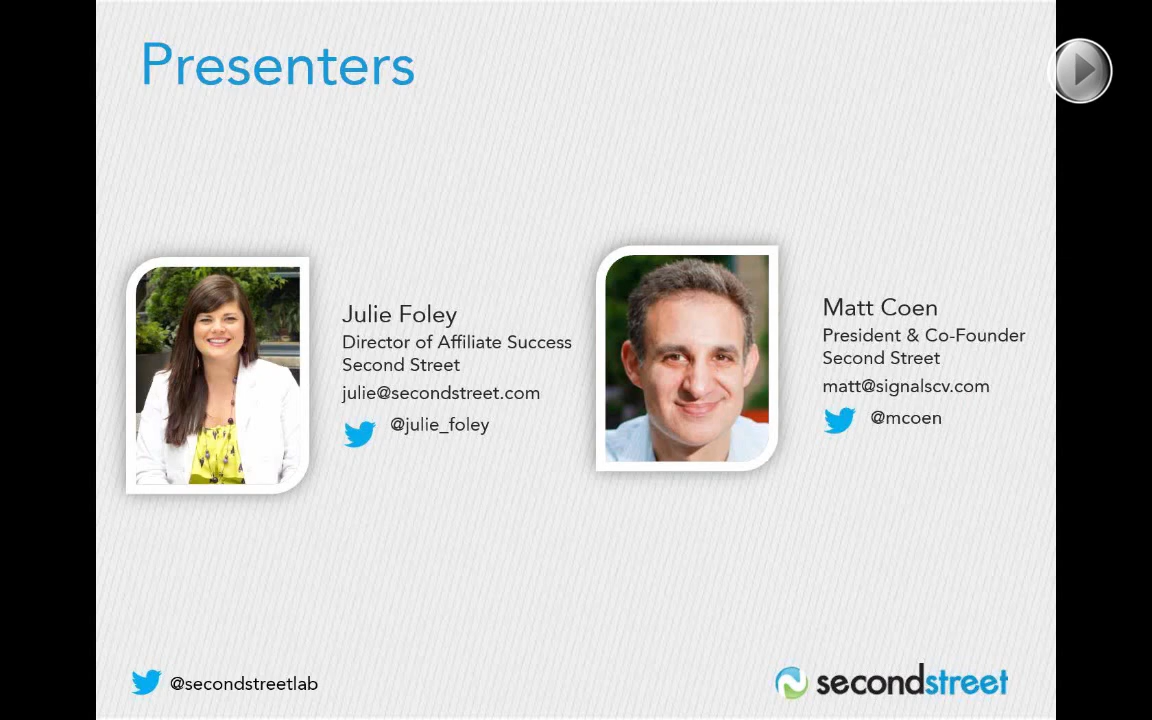 Presenters
Julie Foley
Director of Affiliate Success
Second Street
julie@secondstreet.com
@julie_foley
Matt Coen
President & Co-Founder
Second Street
matt@signalscv.com
@mcoen
@secondstreetlab
secondstreet